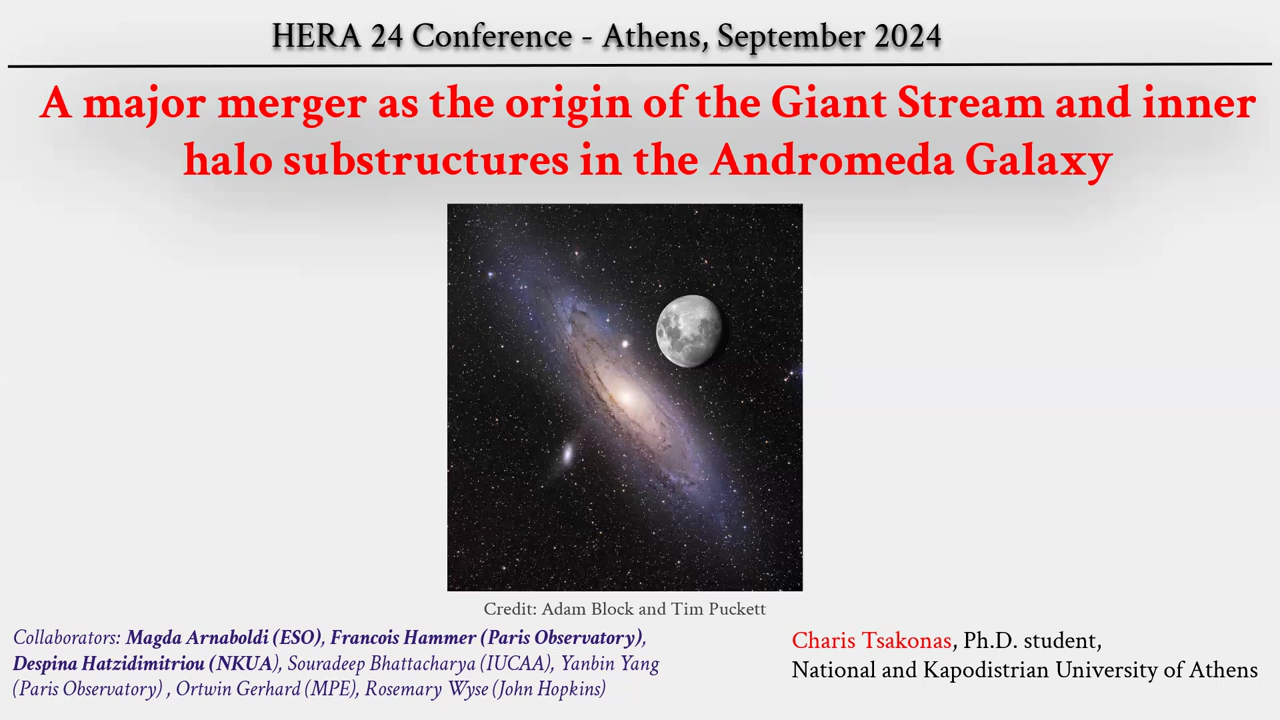 HERA 24 Conference - Athens, September 2024
A major merger as the origin of the Giant Stream and inner
halo substructures in the Andromeda Galaxy
Credit: Adam Block and Tim Puckett
Collaborators: Magda Arnaboldi (ESO), Francois Hammer (Paris Observatory),
Despina Hatzidimitriou (NKUA), Souradeep Bhattacharya (IUCAA), Yanbin Yang
(Paris Observatory) , Ortwin Gerhard (MPE), Rosemary Wyse (John Hopkins)
Charis Tsakonas, Ph.D. student,
National and Kapodistrian University of Athens